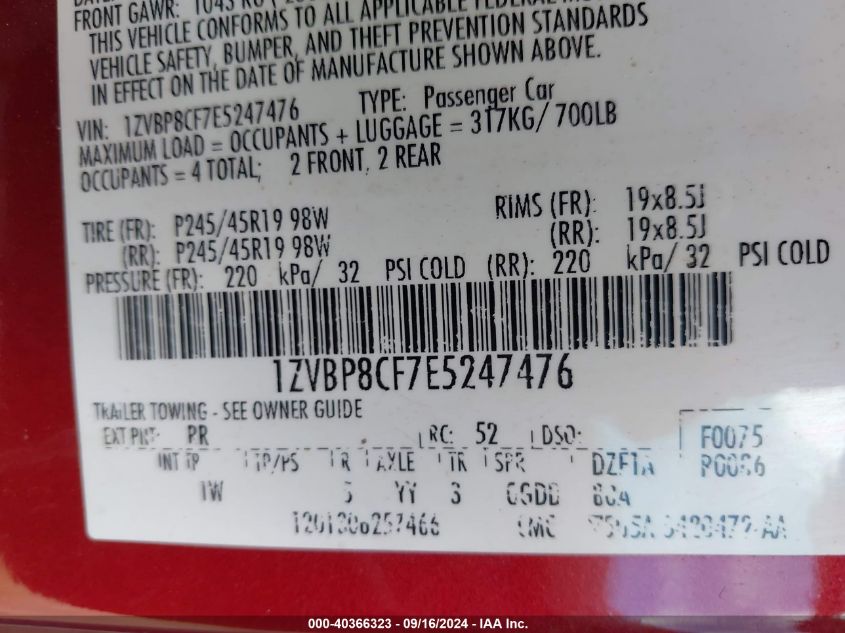 FRONT GAWR: 1043 KG
THIS VEHICLE CONFORMS TO ALL APPLICABLE FEDERAL
VEHICLE SAFETY, BUMPER, AND THEFT PREVENTION STANDARDS
IN EFFECT ON THE DATE OF MANUFACTURE SHOWN ABOVE.
VIN: 1ZVBP8CF7E5247476 TYPE: Passenger Car
MAXIMUM LOAD = OCCUPANTS + LUGGAGE = 317KG/ 700LB
OCCUPANTS = 4 TOTAL; 2 FRONT, 2 REAR
TIRE (FR): P245/45R19 98W RIMS (FR): 19x8.5J
(RR): P245/45R19 98W (RR): 19x8.5J
PRESSURE (FR): 220 kPa/ 32 PSI COLD (RR): 220 kPa/ 32 PSI COLD
1ZVBP8CF7E5247476
TRAILER TOWING - SEE OWNER GUIDE
EXT PNT: PR RC: 52 DSO: F0075
INT TR TP/PS R AXLE TR SPR
IW YY 3
000-40366323 - 09/16/2024 - IAA Inc.